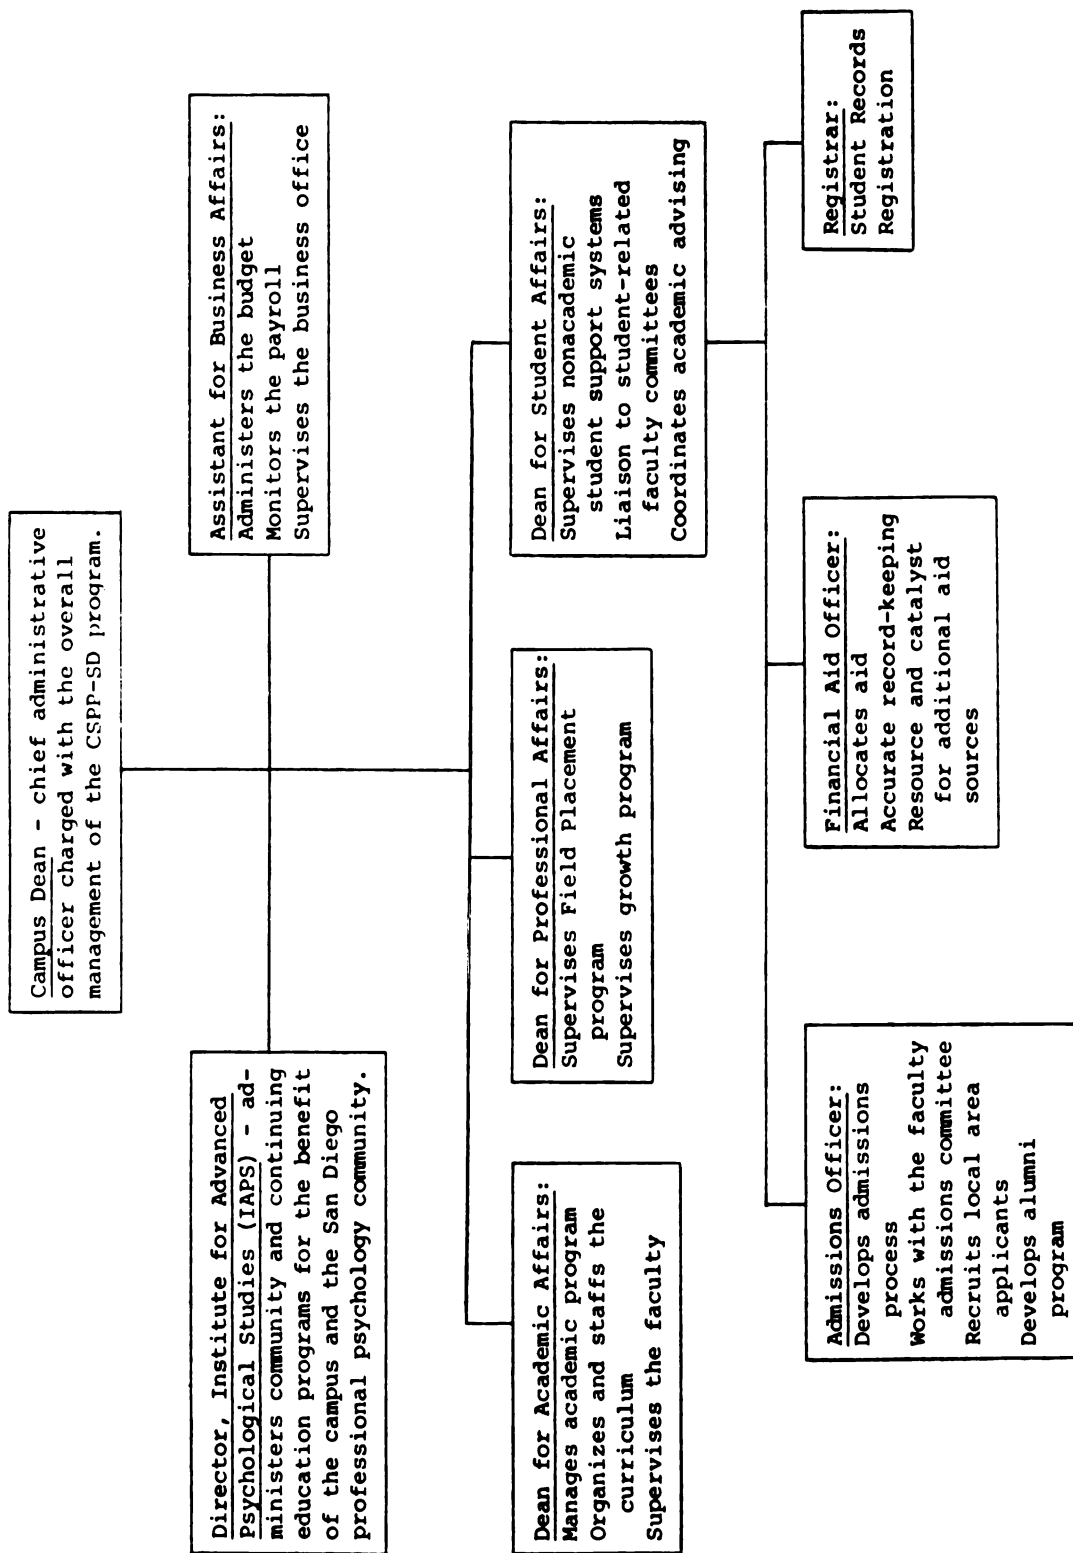 Campus Dean - chief administrative
officer charged with the overall
management of the CSPP-SD program.
Director, Institute for Advanced
Psychological Studies (IAPS) - ad-
ministers community and continuing
education programs for the benefit
of the campus and the San Diego
professional psychology community.
Assistant for Business Affairs:
Administers the budget
Monitors the payroll
Supervises the business office
Dean for Academic Affairs:
Manages academic program
Organizes and staffs the
curriculum
Supervises the faculty
Dean for Professional Affairs:
Supervises Field Placement
program
Supervises growth program
Dean for Student Affairs:
Supervises nonacademic
student support systems
Liaison to student-related
faculty committees
Coordinates academic advising
Admissions Officer:
Develops admissions
process
Works with the faculty
admissions committee
Recruits local area
applicants
Develops alumni
program
Financial Aid Officer:
Allocates aid
Accurate record-keeping
Resource and catalyst
for additional aid
sources
Registrar:
Student Records
Registration